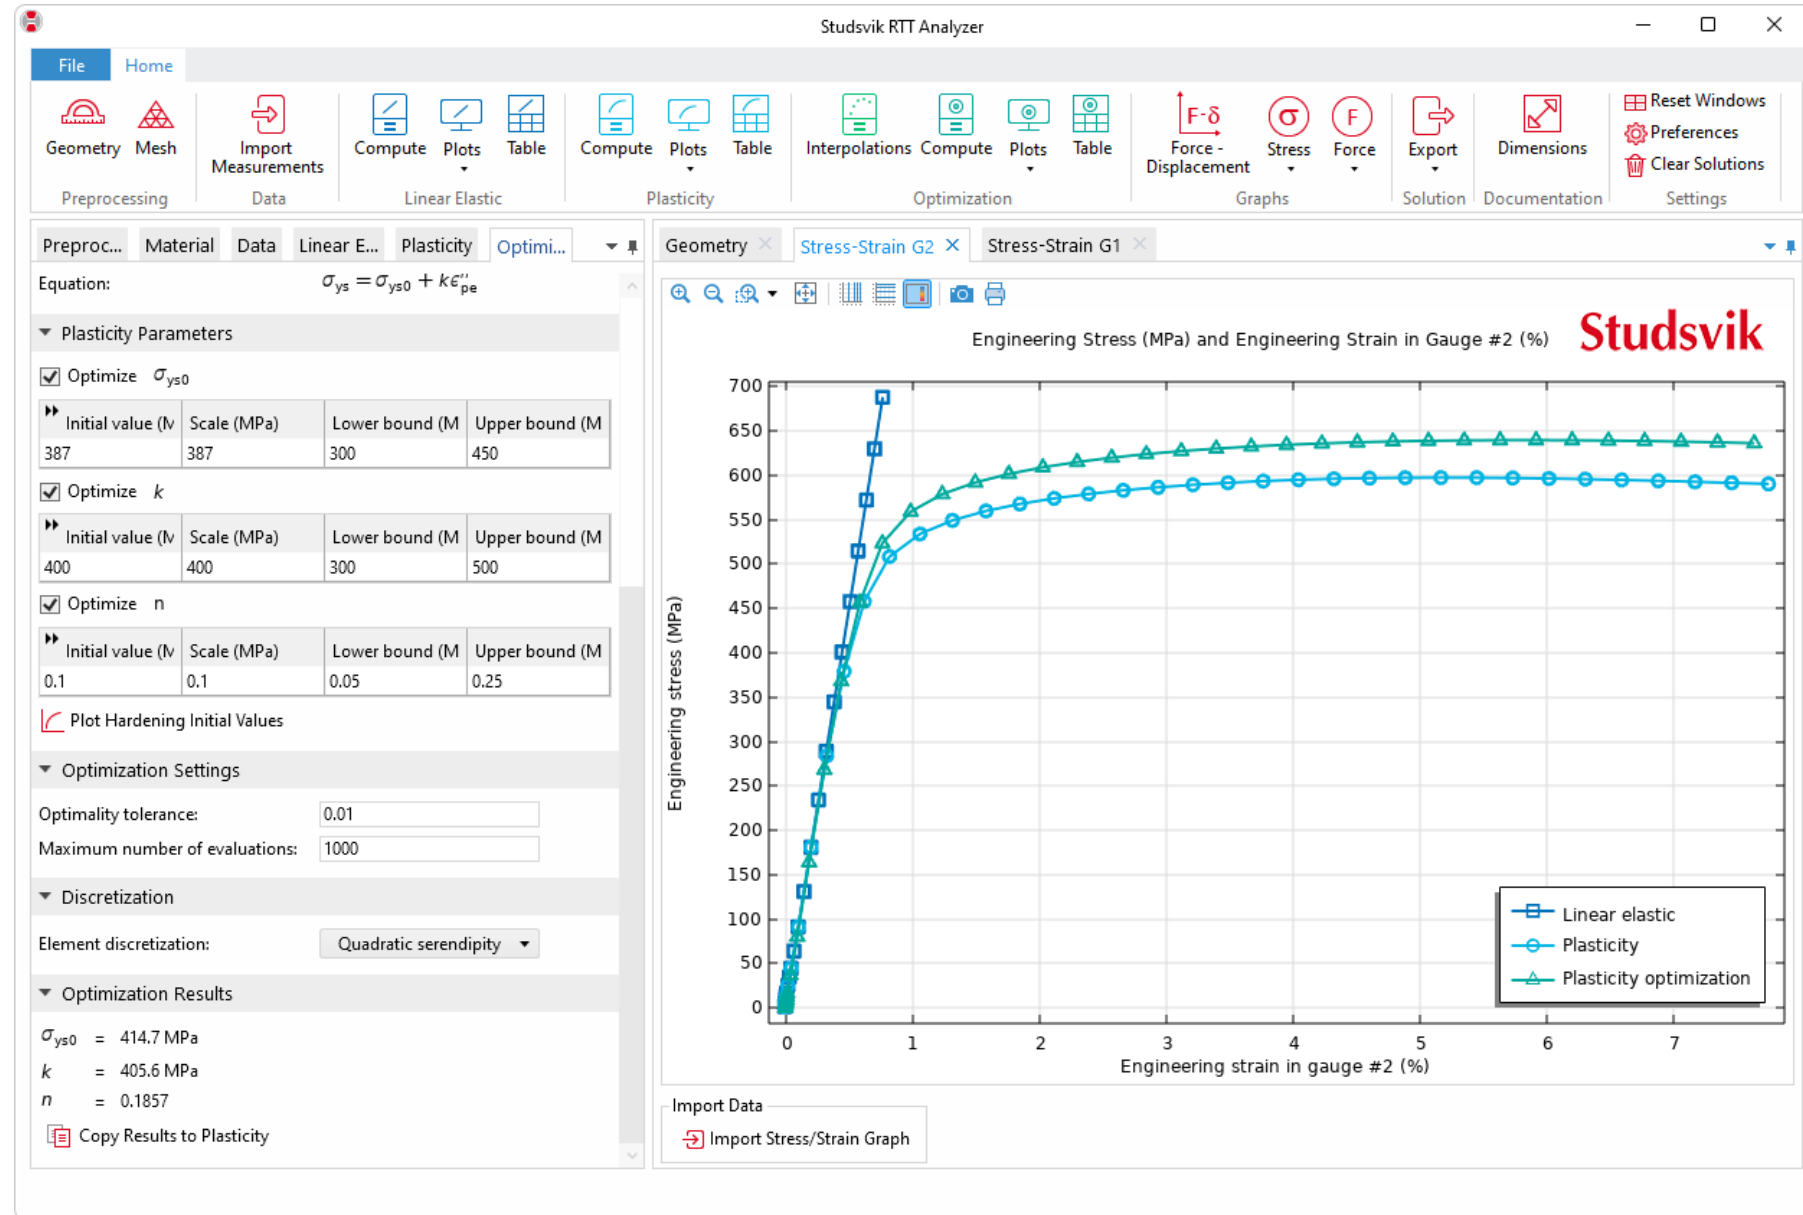 Studsvik RTT Analyzer
File Home
Geometry Mesh Import Measurements Compute Plots Table Compute Plots Table Interpolations Compute Plots Table F-δ Force - Displacement σ Stress F Force Export Dimensions
Reset Windows
Preferences
Clear Solutions
Preprocessing Data Linear Elastic Plasticity Optimization Graphs Solution Documentation Settings
Preproc... Material Data Linear E... Plasticity Optimi...
Equation: σys = σys0 + kϵpeⁿ
Plasticity Parameters
Optimize σys0
Initial value (M Scale (MPa) Lower bound (M Upper bound (M
387 387 300 450
Optimize k
Initial value (M Scale (MPa) Lower bound (M Upper bound (M
400 400 300 500
Optimize n
Initial value (M Scale (MPa) Lower bound (M Upper bound (M
0.1 0.1 0.05 0.25
Plot Hardening Initial Values
Optimization Settings
Optimality tolerance: 0.01
Maximum number of evaluations: 1000
Discretization
Element discretization: Quadratic serendipity
Optimization Results
σys0 = 414.7 MPa
k = 405.6 MPa
n = 0.1857
Copy Results to Plasticity
Geometry Stress-Strain G2 Stress-Strain G1
Engineering Stress (MPa) and Engineering Strain in Gauge #2 (%)
Studsvik
Engineering stress (MPa)
700
650
600
550
500
450
400
350
300
250
200
150
100
50
0
Linear elastic
Plasticity
Plasticity optimization
0 1 2 3 4 5 6 7
Engineering strain in gauge #2 (%)
Import Data
Import Stress/Strain Graph